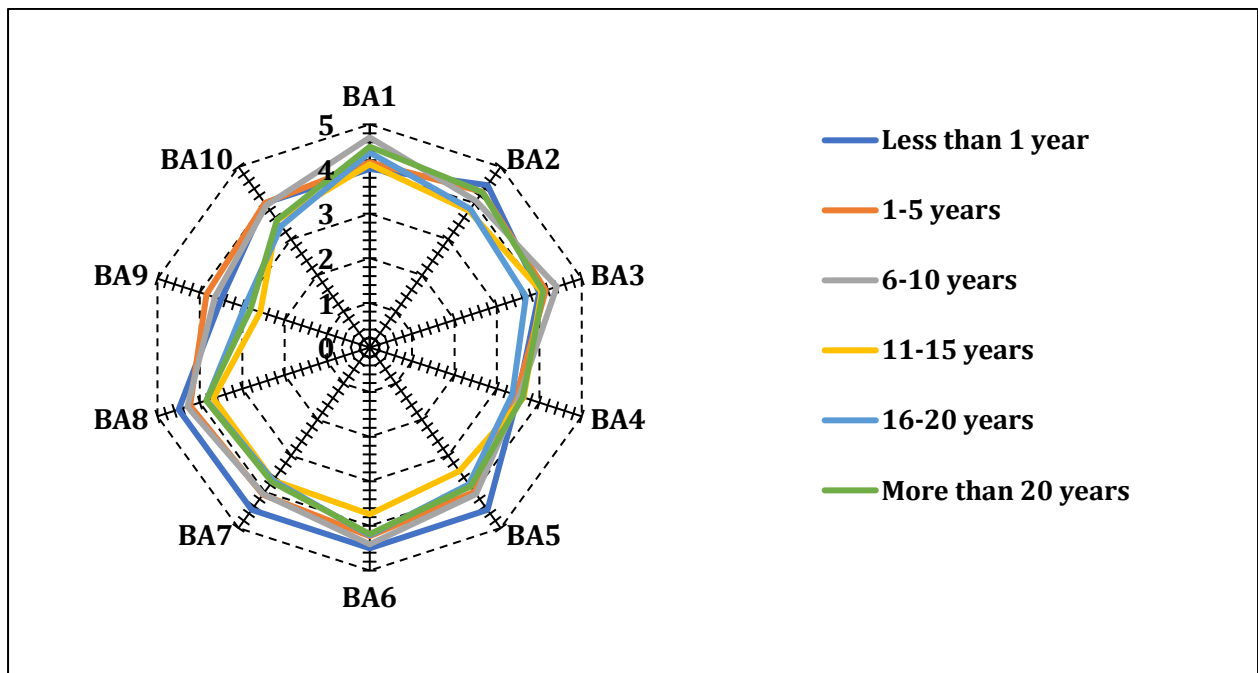 BA1
BA2
BA3
BA4
BA5
BA6
BA7
BA8
BA9
BA10
5
4
3
2
1
0
Less than 1 year
1-5 years
6-10 years
11-15 years
16-20 years
More than 20 years